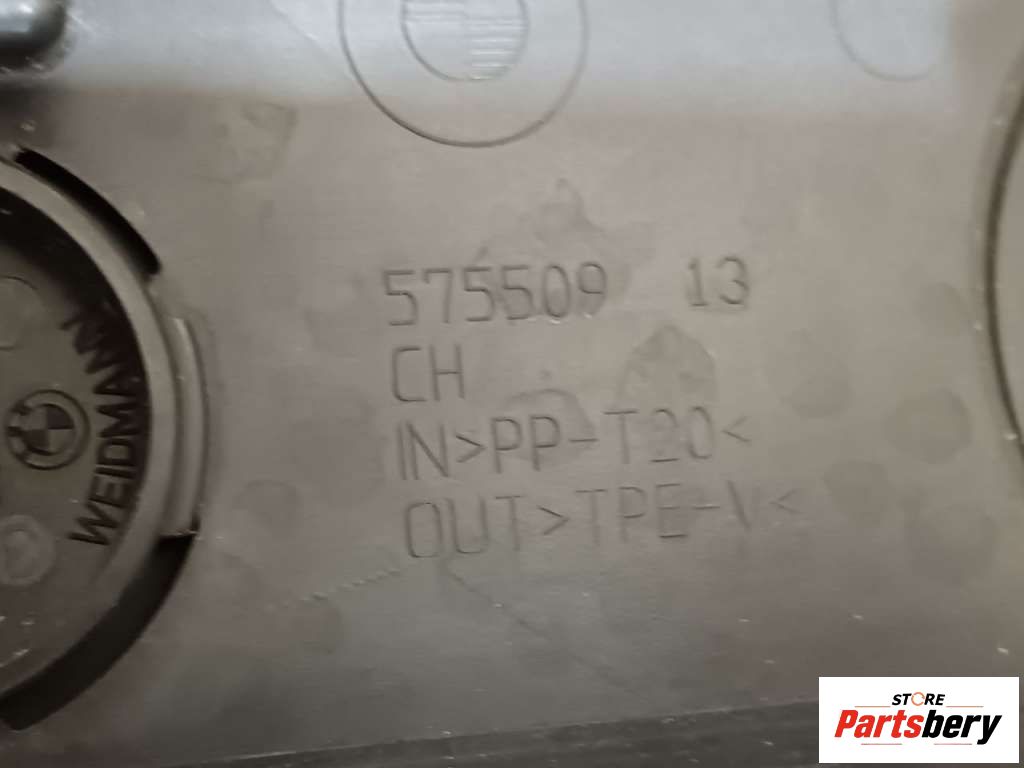 575509 13
CH
IN>PP-T20<
OUT>TPE-V<
WEIDMANN
STORE
Partsbery